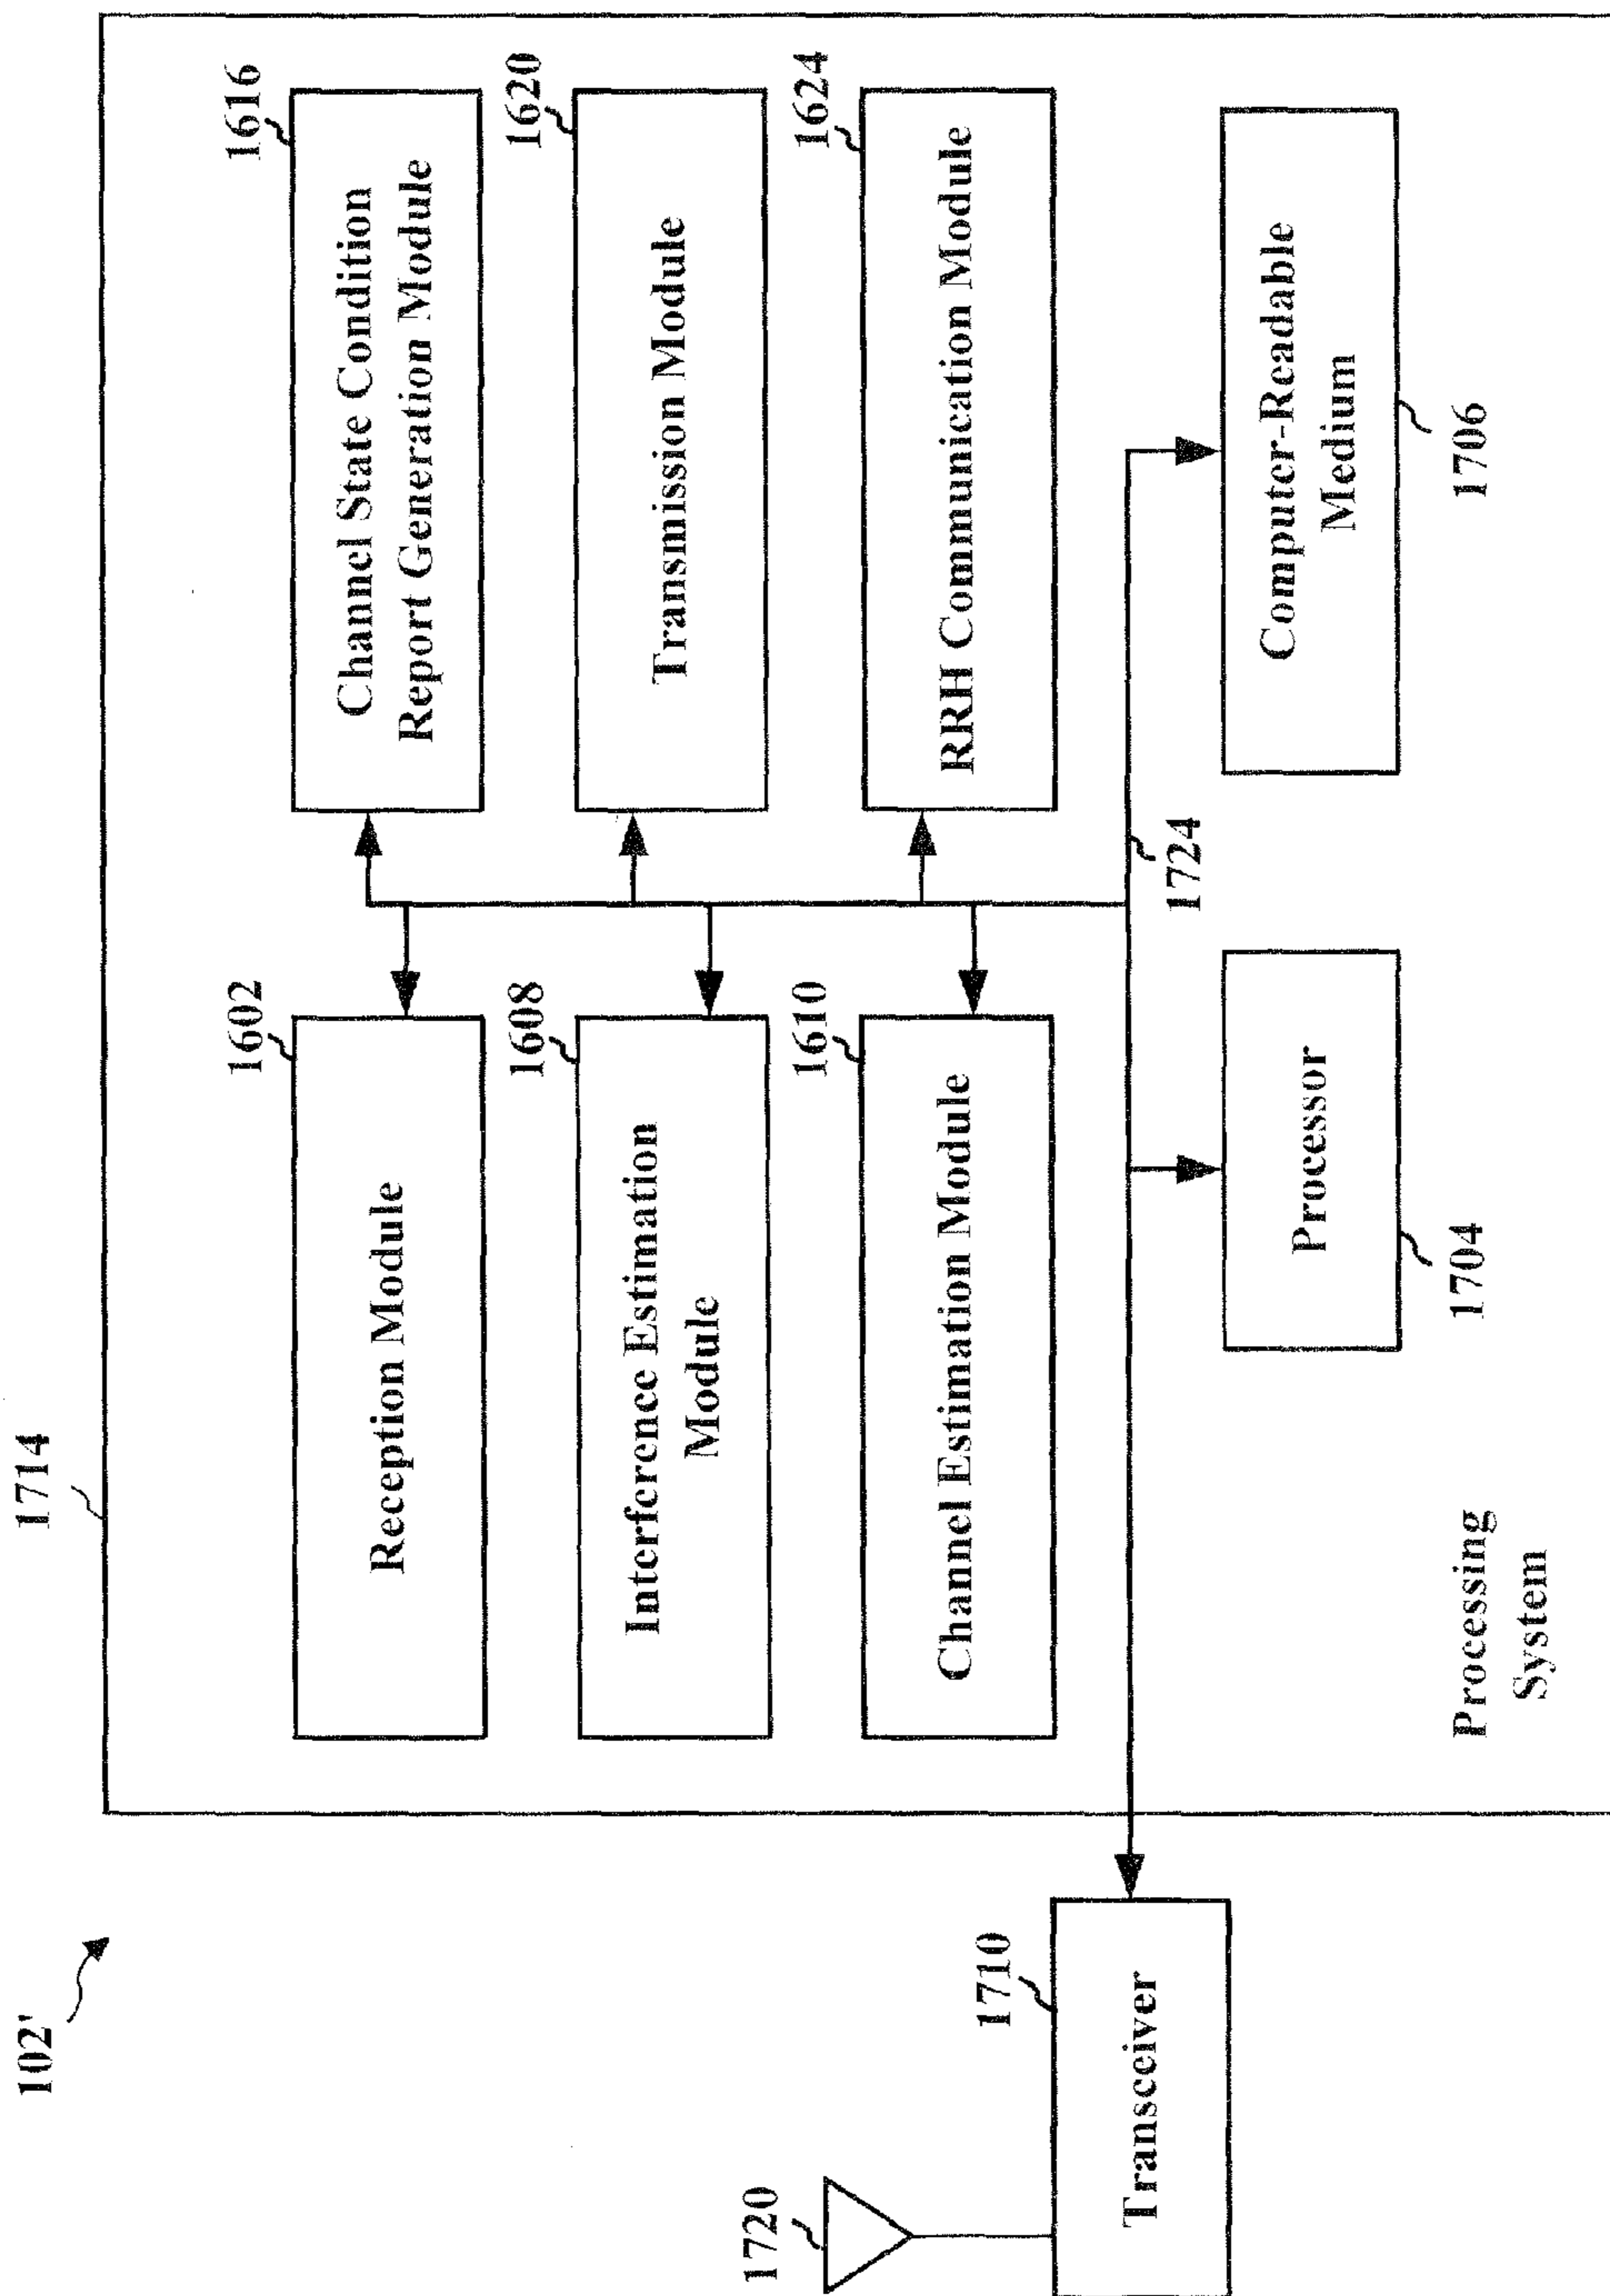 102'
1714
1602
Reception Module
1616
Channel State Condition
Report Generation Module
1608
Interference Estimation
Module
1620
Transmission Module
1610
Channel Estimation Module
1624
RRH Communication Module
1724
1720
1710
Transceiver
Processor
1704
Computer-Readable
Medium
1706
Processing
System